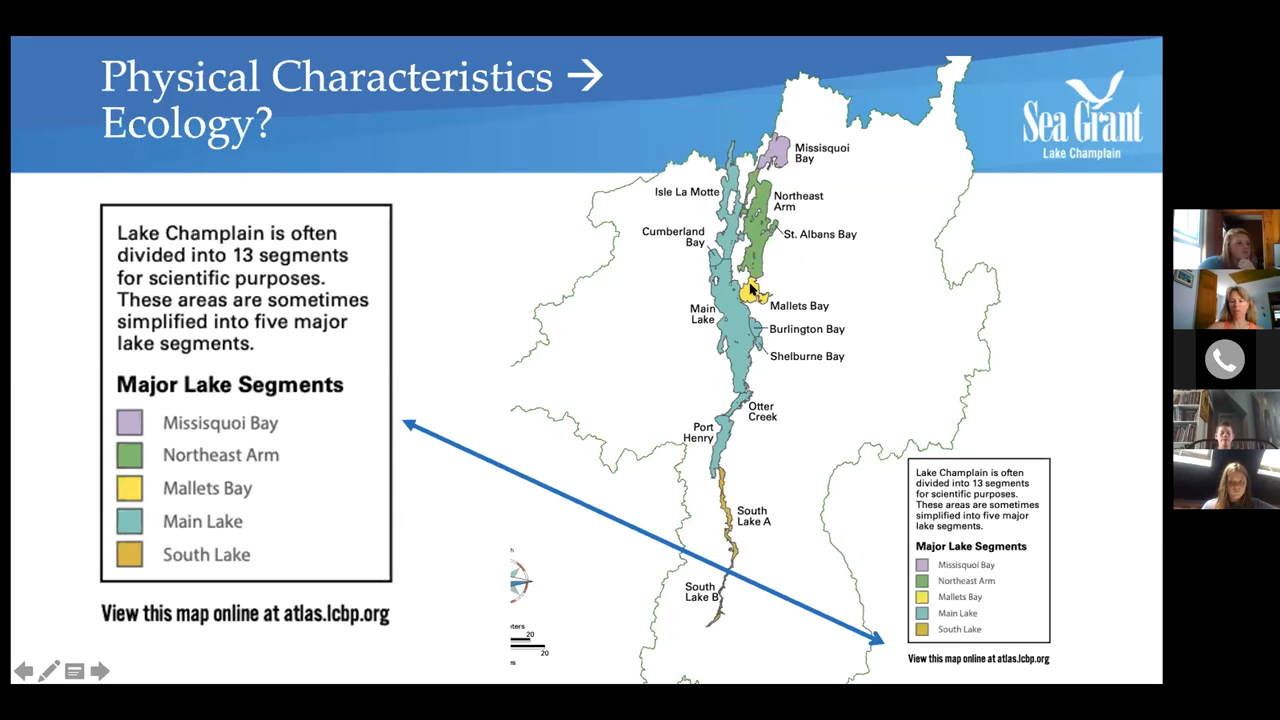 Physical Characteristics →
Ecology?
Sea Grant
Lake Champlain
Lake Champlain is often
divided into 13 segments
for scientific purposes.
These areas are sometimes
simplified into five major
lake segments.
Major Lake Segments
Missisquoi Bay
Northeast Arm
Mallets Bay
Main Lake
South Lake
View this map online at atlas.lcbp.org
Missisquoi
Bay
Isle La Motte
Northeast
Arm
Cumberland
Bay
St. Albans Bay
Main
Lake
Mallets Bay
Burlington Bay
Shelburne Bay
Otter
Creek
Port
Henry
South
Lake A
South
Lake B
20
20
Lake Champlain is often
divided into 13 segments
for scientific purposes.
These areas are sometimes
simplified into five major
lake segments.
Major Lake Segments
Missisquoi Bay
Northeast Arm
Mallets Bay
Main Lake
South Lake
View this map online at atlas.lcbp.org